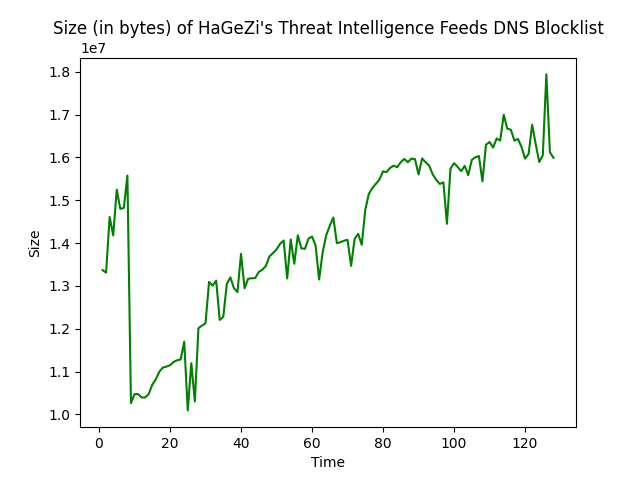 Size (in bytes) of HaGeZi's Threat Intelligence Feeds DNS Blocklist
1e7
1.8
1.7
1.6
1.5
1.4
1.3
1.2
1.1
1.0
Size
0 20 40 60 80 100 120
Time